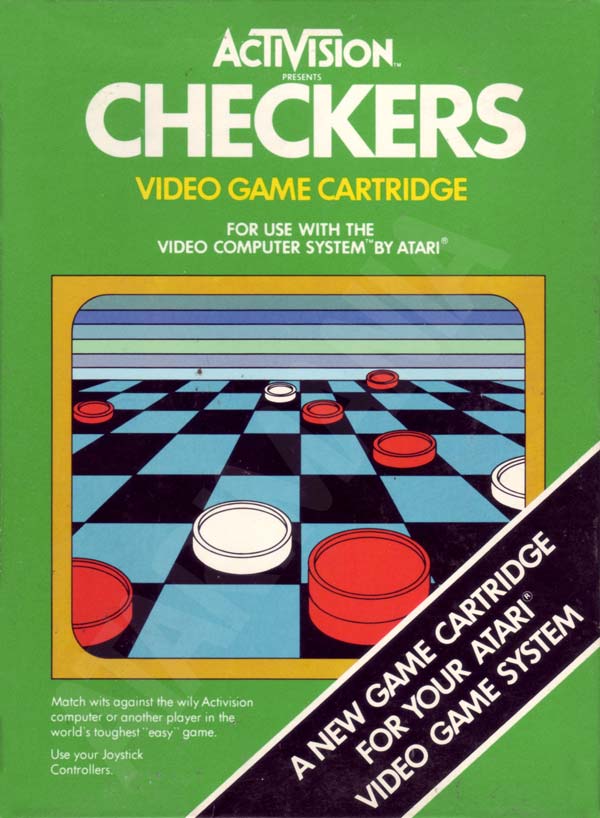 ACTIVISION™
PRESENTS
CHECKERS
VIDEO GAME CARTRIDGE
FOR USE WITH THE
VIDEO COMPUTER SYSTEM™ BY ATARI®
A NEW GAME CARTRIDGE
FOR YOUR ATARI®
VIDEO GAME SYSTEM
Match wits against the wily Activision
computer or another player in the
world's toughest "easy" game.
Use your Joystick
Controllers.